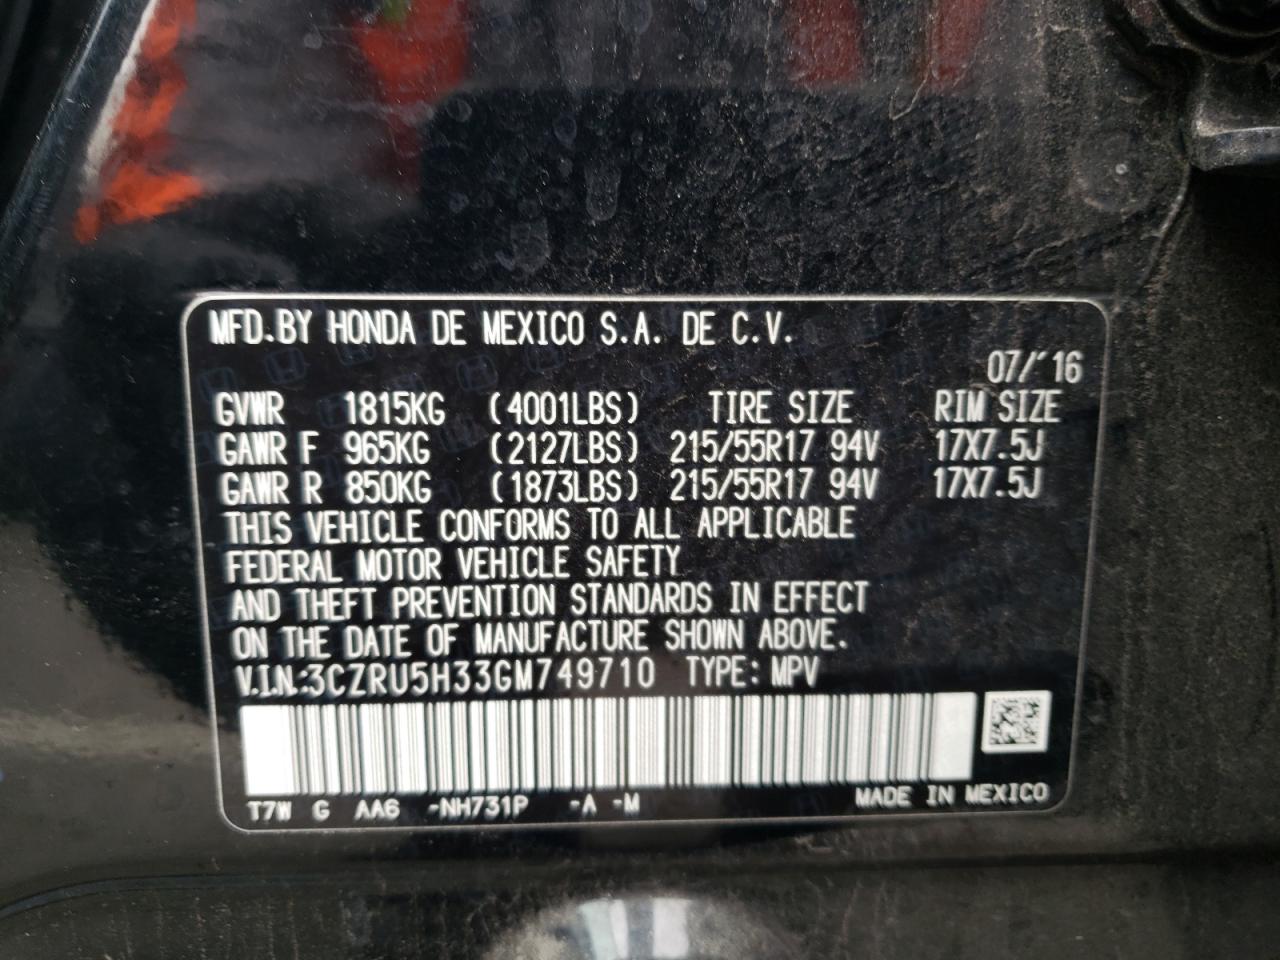 MFD.BY HONDA DE MEXICO S.A. DE C.V.
07/'16
GVWR 1815KG (4001LBS) TIRE SIZE RIM SIZE
GAWR F 965KG (2127LBS) 215/55R17 94V 17X7.5J
GAWR R 850KG (1873LBS) 215/55R17 94V 17X7.5J
THIS VEHICLE CONFORMS TO ALL APPLICABLE
FEDERAL MOTOR VEHICLE SAFETY
AND THEFT PREVENTION STANDARDS IN EFFECT
ON THE DATE OF MANUFACTURE SHOWN ABOVE.
V.I.N.:3CZRU5H33GM749710 TYPE: MPV
T7W G AA6 -NH731P -A -M MADE IN MEXICO